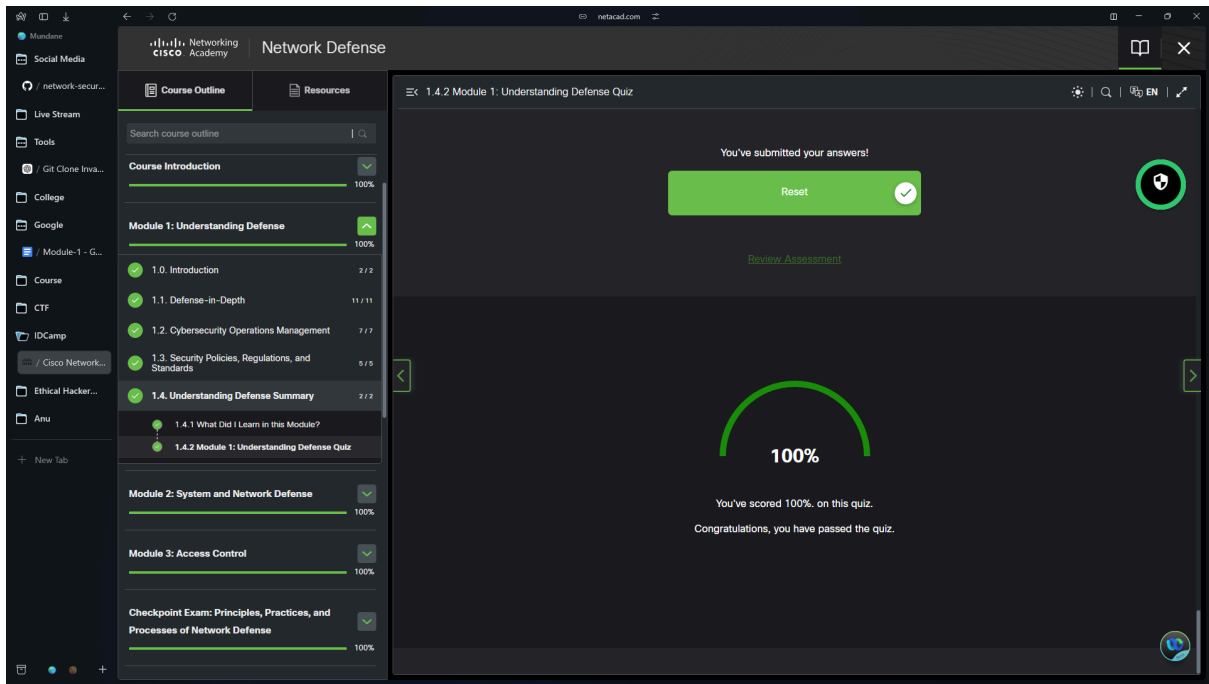 netacad.com
Mundane
Social Media
/ network-secur...
Live Stream
Tools
/ Git Clone Inva...
College
Google
/ Module-1 - G...
Course
CTF
IDCamp
/ Cisco Network...
Ethical Hacker...
Anu
New Tab
Networking
CISCO Academy
Network Defense
Course Outline
Resources
Search course outline
Course Introduction
100%
Module 1: Understanding Defense
100%
1.0. Introduction
2 / 2
1.1. Defense-in-Depth
11 / 11
1.2. Cybersecurity Operations Management
7 / 7
1.3. Security Policies, Regulations, and
Standards
5 / 5
1.4. Understanding Defense Summary
2 / 2
1.4.1 What Did I Learn in this Module?
1.4.2 Module 1: Understanding Defense Quiz
Module 2: System and Network Defense
100%
Module 3: Access Control
100%
Checkpoint Exam: Principles, Practices, and
Processes of Network Defense
100%
1.4.2 Module 1: Understanding Defense Quiz
EN
You've submitted your answers!
Reset
Review Assessment
100%
You've scored 100%. on this quiz.
Congratulations, you have passed the quiz.